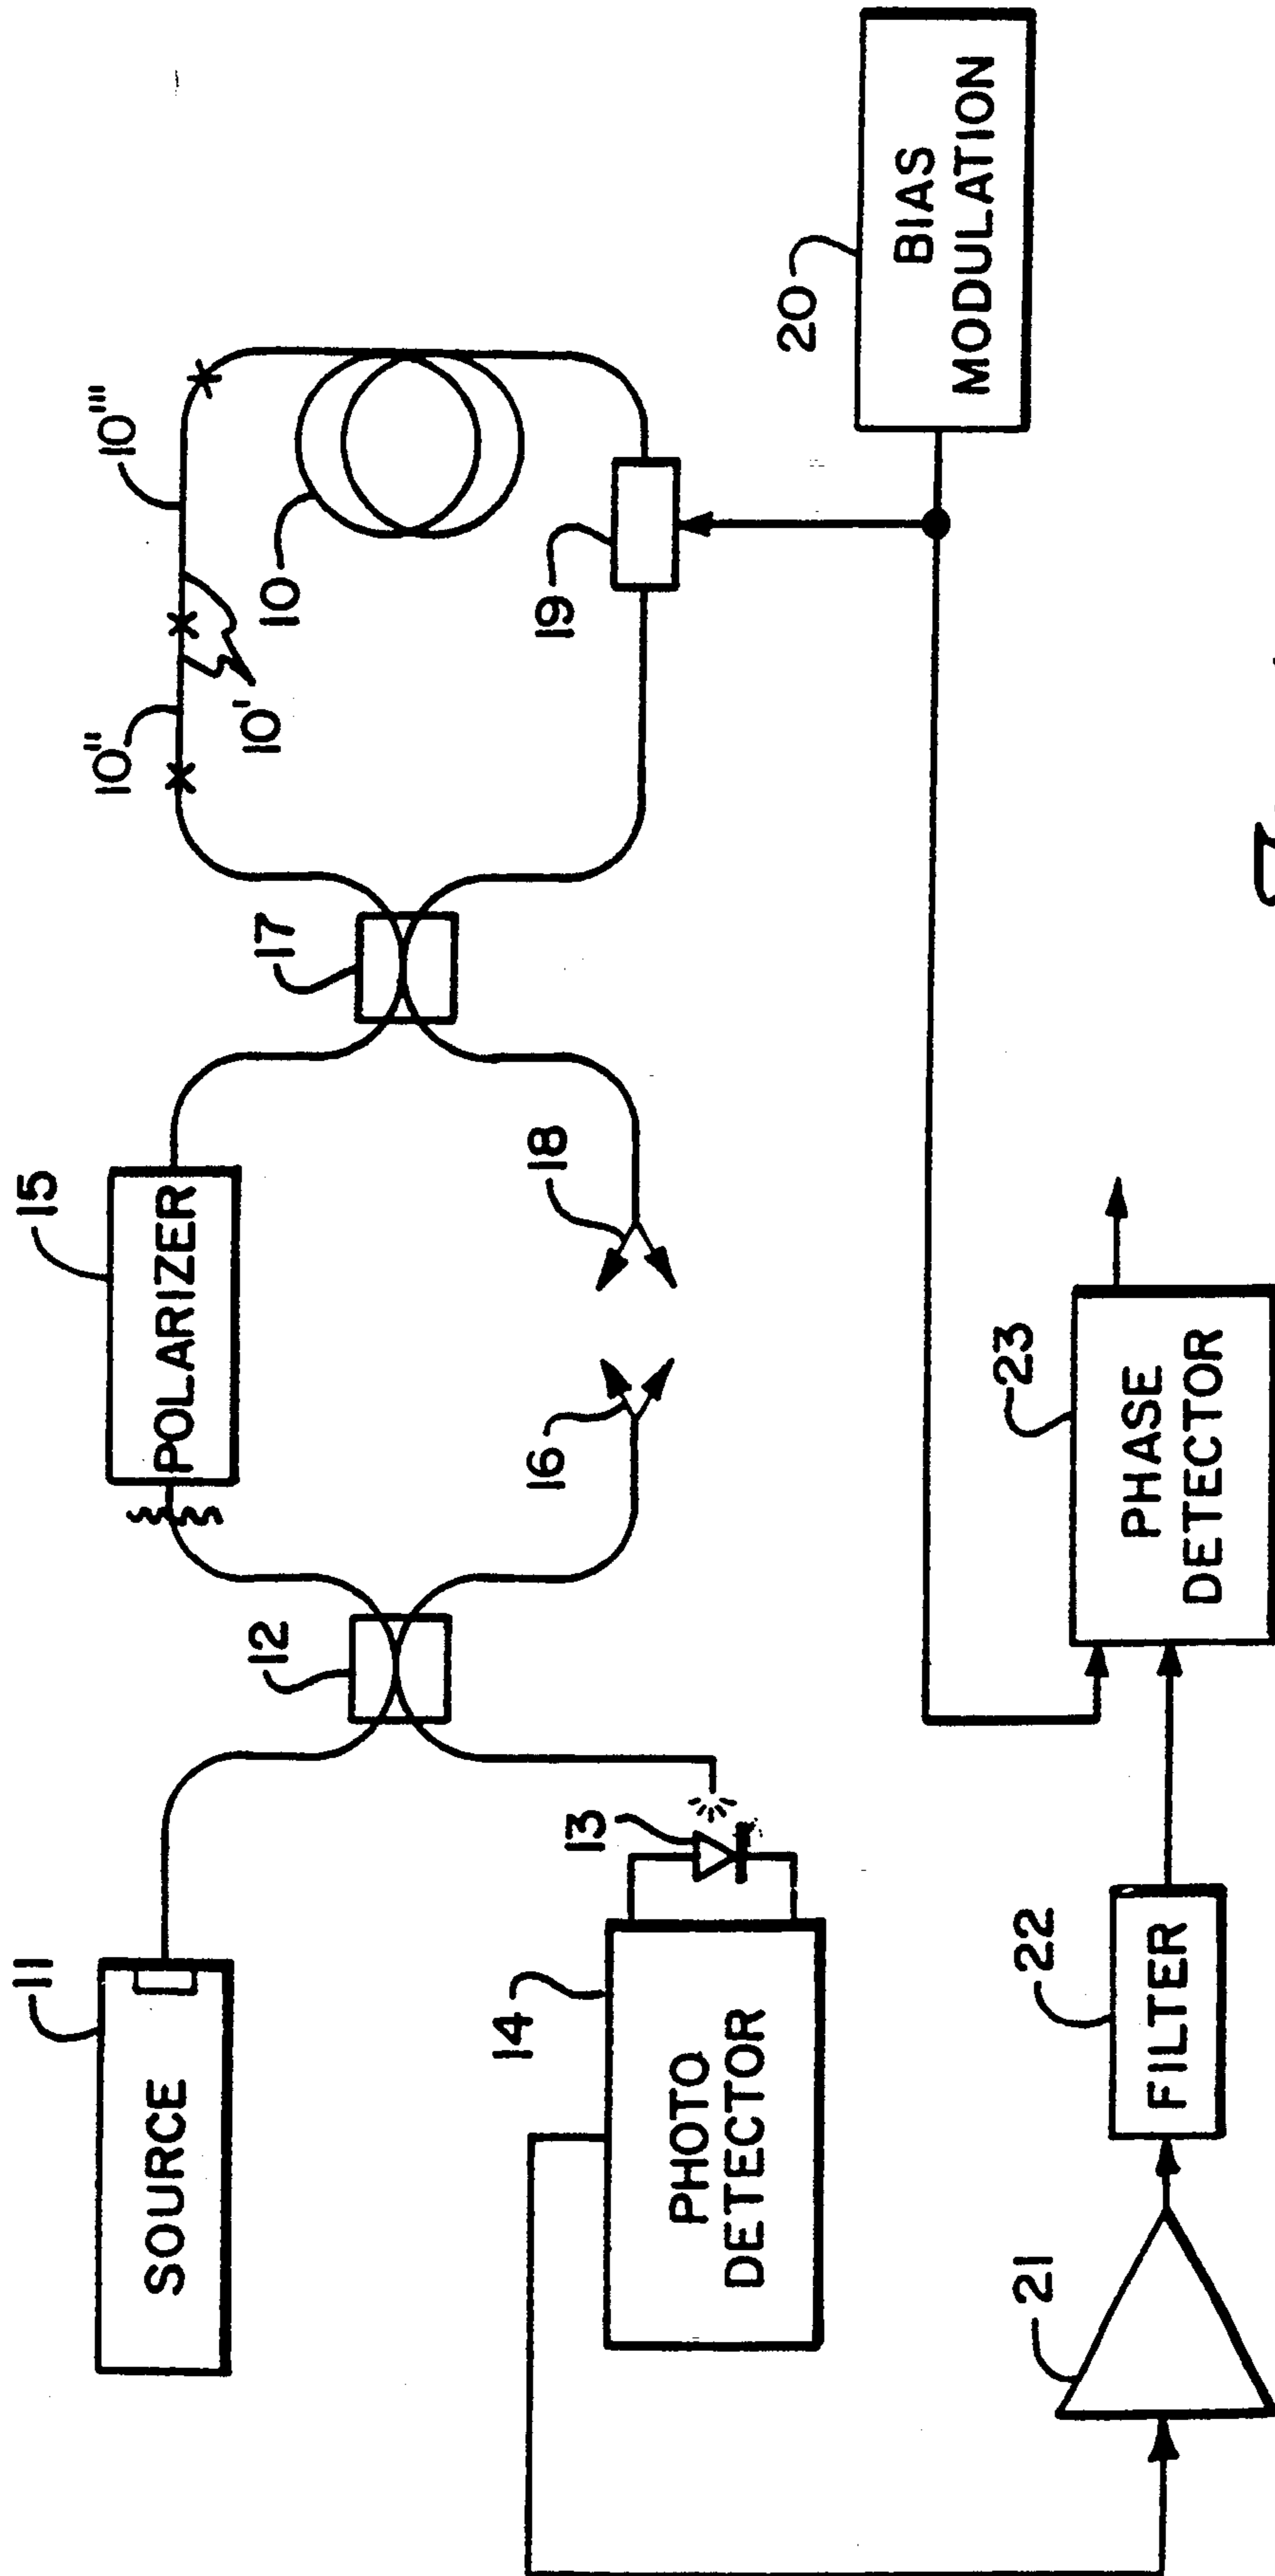 11
SOURCE
12
15
POLARIZER
17
10"
10'
10'''
10
13
14
PHOTO
DETECTOR
16
18
19
20
BIAS
MODULATION
21
22
FILTER
23
PHASE
DETECTOR